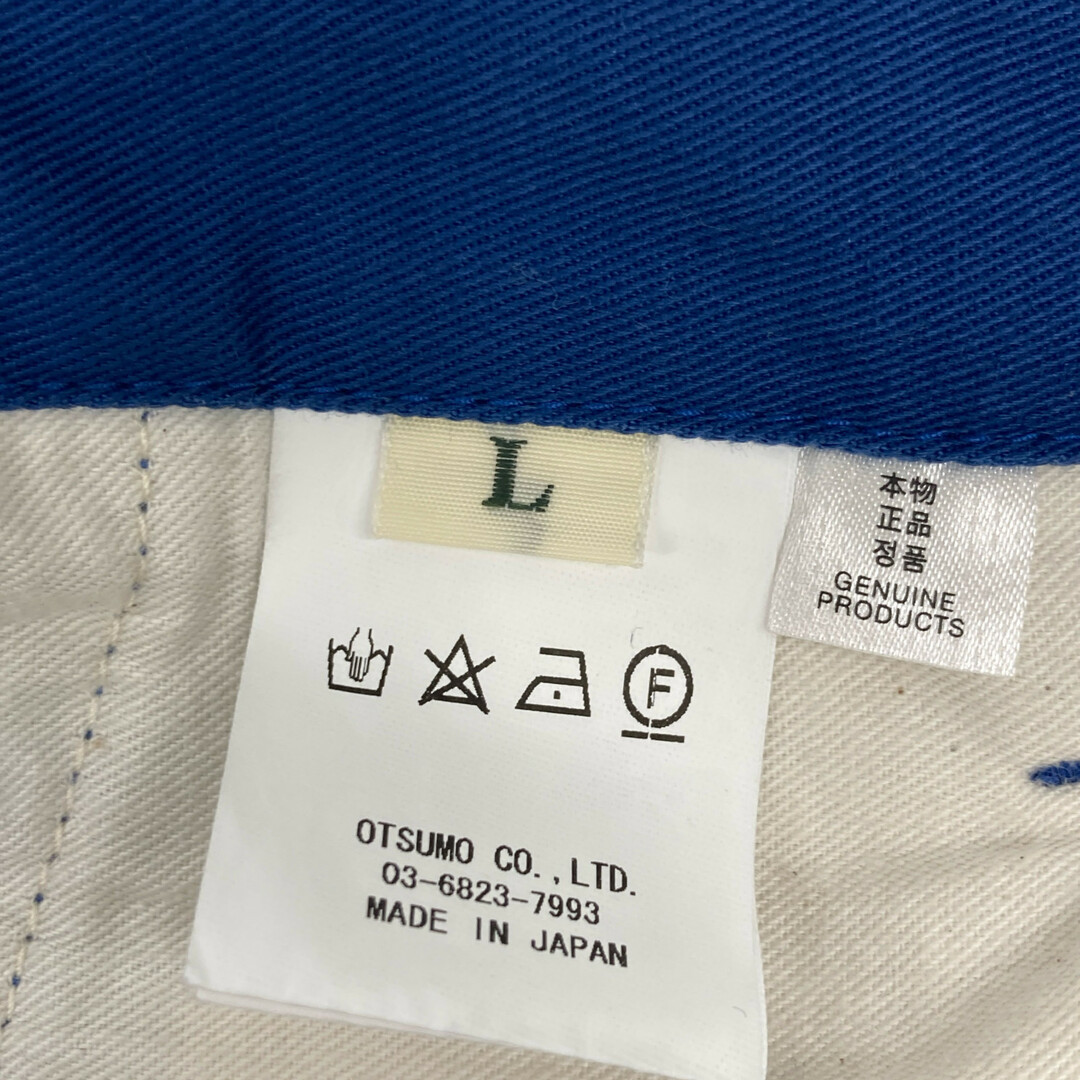 L
本物
正品
정품
GENUINE
PRODUCTS
F
OTSUMO CO.,LTD.
03-6823-7993
MADE IN JAPAN